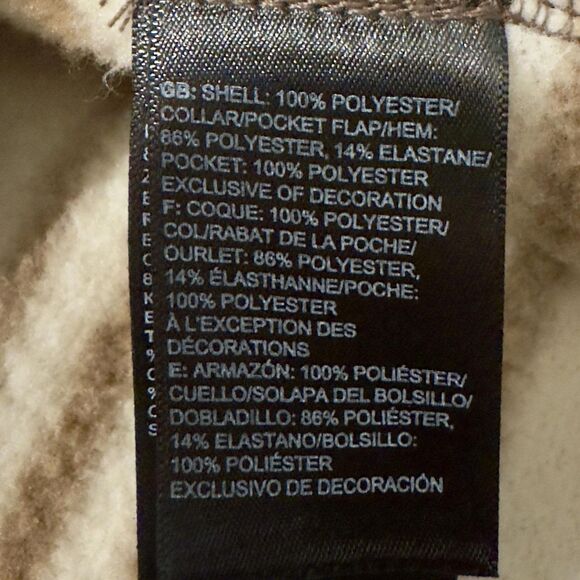 GB: SHELL: 100% POLYESTER/
COLLAR/POCKET FLAP/HEM:
86% POLYESTER, 14% ELASTANE/
POCKET: 100% POLYESTER
EXCLUSIVE OF DECORATION
F: COQUE: 100% POLYESTER/
COL/RABAT DE LA POCHE/
OURLET: 86% POLYESTER,
14% ÉLASTHANNE/POCHE:
100% POLYESTER
À L'EXCEPTION DES
DÉCORATIONS
E: ARMAZÓN: 100% POLIÉSTER/
CUELLO/SOLAPA DEL BOLSILLO/
DOBLADILLO: 86% POLIÉSTER,
14% ELASTANO/BOLSILLO:
100% POLIÉSTER
EXCLUSIVO DE DECORACIÓN